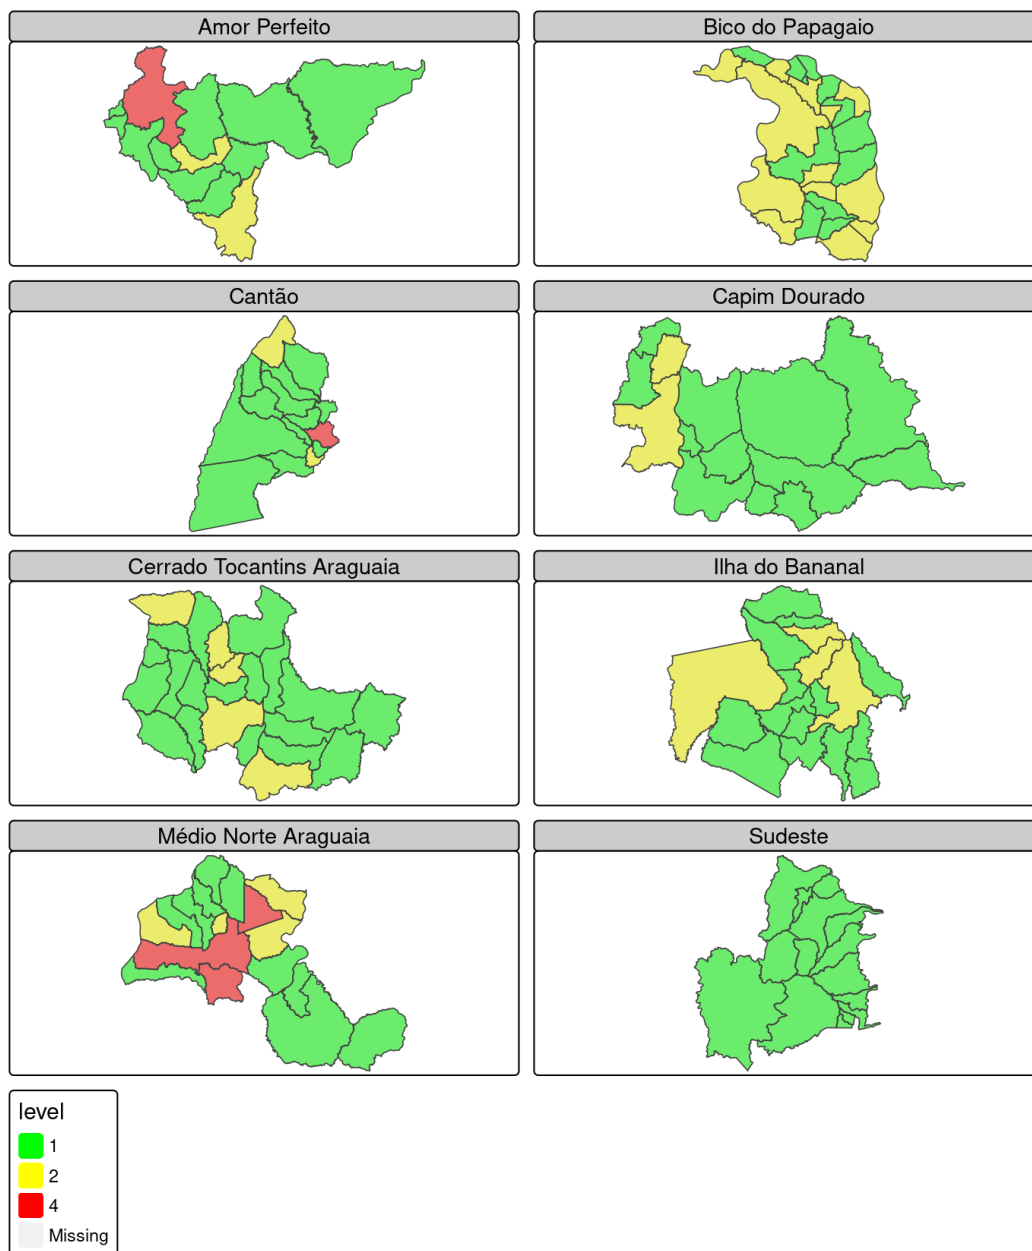 Amor Perfeito
Bico do Papagaio
Cantão
Capim Dourado
Cerrado Tocantins Araguaia
Ilha do Bananal
Médio Norte Araguaia
Sudeste
level
1
2
4
Missing